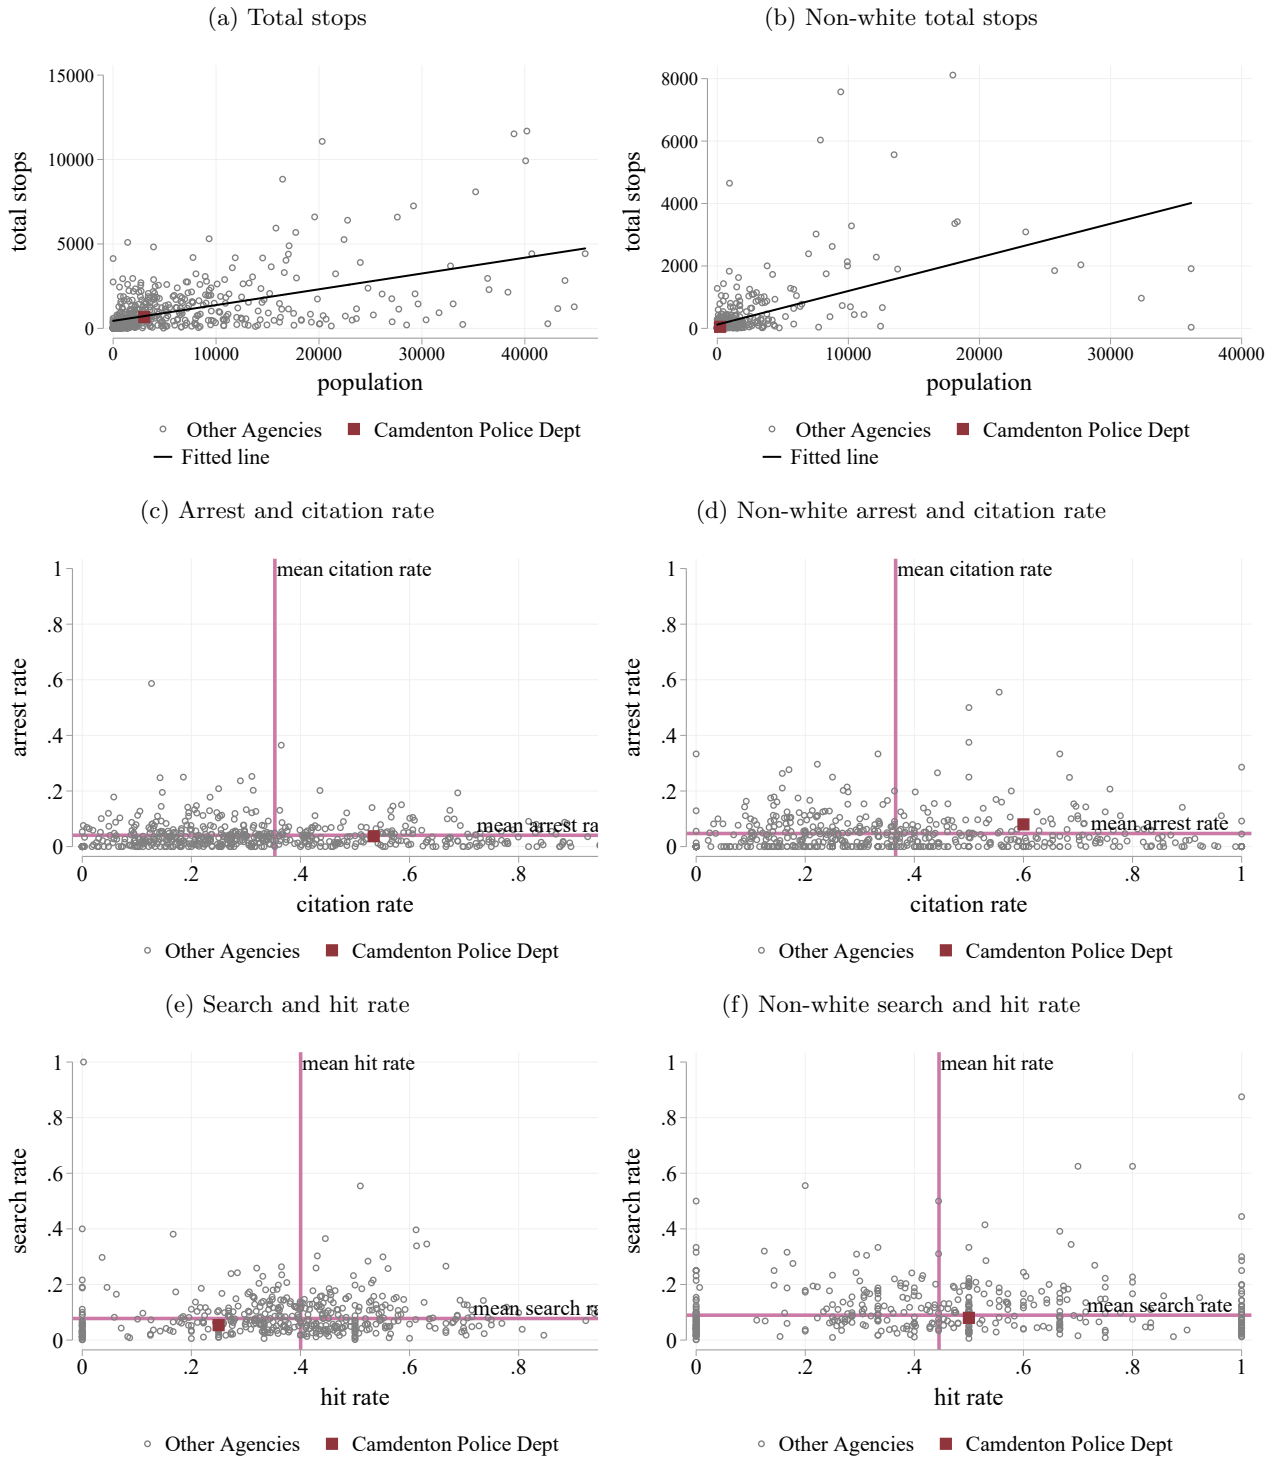 (a) Total stops
15000
10000
5000
0
total stops
0 10000 20000 30000 40000
population
Other Agencies Camdenton Police Dept
Fitted line
(b) Non-white total stops
8000
6000
4000
2000
0
total stops
0 10000 20000 30000 40000
population
Other Agencies Camdenton Police Dept
Fitted line
(c) Arrest and citation rate
mean citation rate
1
.8
.6
.4
.2
0
arrest rate
mean arrest ra
0 .2 .4 .6 .8
citation rate
Other Agencies Camdenton Police Dept
(d) Non-white arrest and citation rate
mean citation rate
1
.8
.6
.4
.2
0
arrest rate
mean arrest rate
0 .2 .4 .6 .8 1
citation rate
Other Agencies Camdenton Police Dept
(e) Search and hit rate
mean hit rate
1
.8
.6
.4
.2
0
search rate
mean search ra
0 .2 .4 .6 .8
hit rate
Other Agencies Camdenton Police Dept
(f) Non-white search and hit rate
mean hit rate
1
.8
.6
.4
.2
0
search rate
mean search rate
0 .2 .4 .6 .8 1
hit rate
Other Agencies Camdenton Police Dept